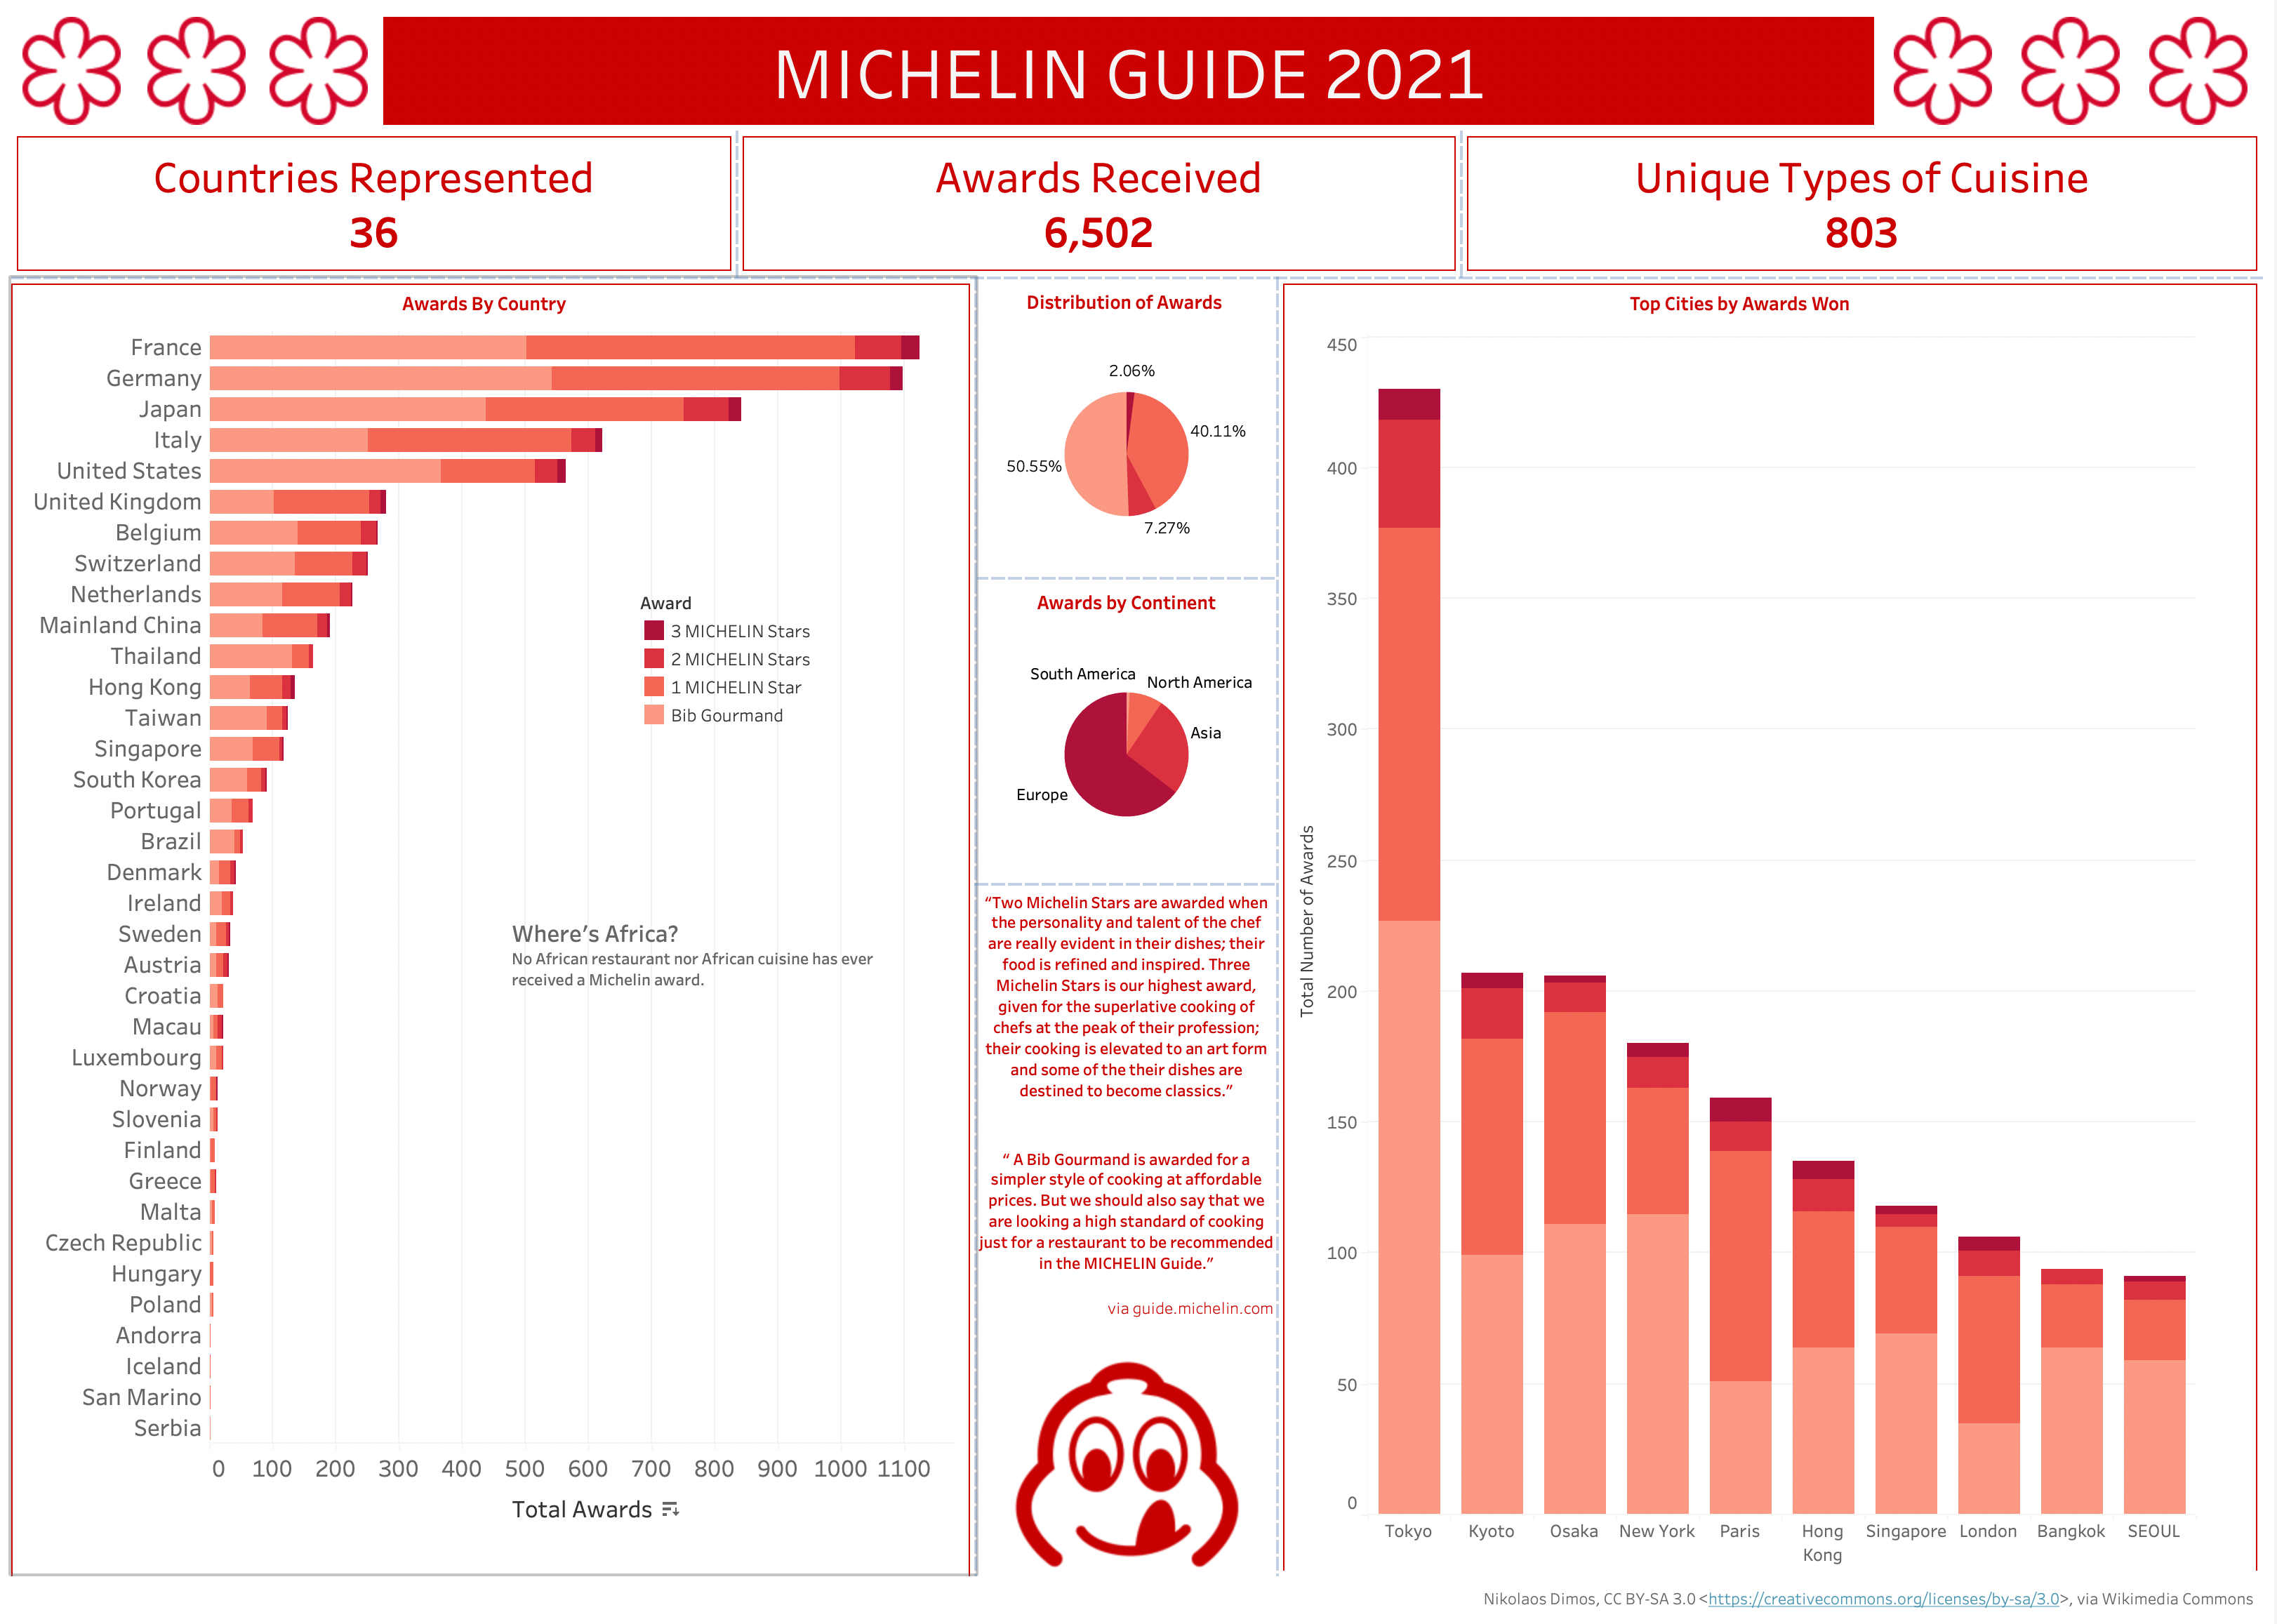 MICHELIN GUIDE 2021
Countries Represented
36
Awards Received
6,502
Unique Types of Cuisine
803
Awards By Country
France
Germany
Japan
Italy
United States
United Kingdom
Belgium
Switzerland
Netherlands
Mainland China
Thailand
Hong Kong
Taiwan
Singapore
South Korea
Portugal
Brazil
Denmark
Ireland
Sweden
Austria
Croatia
Macau
Luxembourg
Norway
Slovenia
Finland
Greece
Malta
Czech Republic
Hungary
Poland
Andorra
Iceland
San Marino
Serbia
0 100 200 300 400 500 600 700 800 900 1000 1100
Total Awards
Award
3 MICHELIN Stars
2 MICHELIN Stars
1 MICHELIN Star
Bib Gourmand
Where's Africa?
No African restaurant nor African cuisine has ever
received a Michelin award.
Distribution of Awards
2.06%
40.11%
50.55%
7.27%
Awards by Continent
South America
North America
Asia
Europe
“Two Michelin Stars are awarded when
the personality and talent of the chef
are really evident in their dishes; their
food is refined and inspired. Three
Michelin Stars is our highest award,
given for the superlative cooking of
chefs at the peak of their profession;
their cooking is elevated to an art form
and some of the their dishes are
destined to become classics.”
“ A Bib Gourmand is awarded for a
simpler style of cooking at affordable
prices. But we should also say that we
are looking a high standard of cooking
just for a restaurant to be recommended
in the MICHELIN Guide.”
via guide.michelin.com
Top Cities by Awards Won
Total Number of Awards
450
400
350
300
250
200
150
100
50
0
Tokyo Kyoto Osaka New York Paris Hong Singapore London Bangkok SEOUL
Kong
Nikolaos Dimos, CC BY-SA 3.0 <https://creativecommons.org/licenses/by-sa/3.0>, via Wikimedia Commons